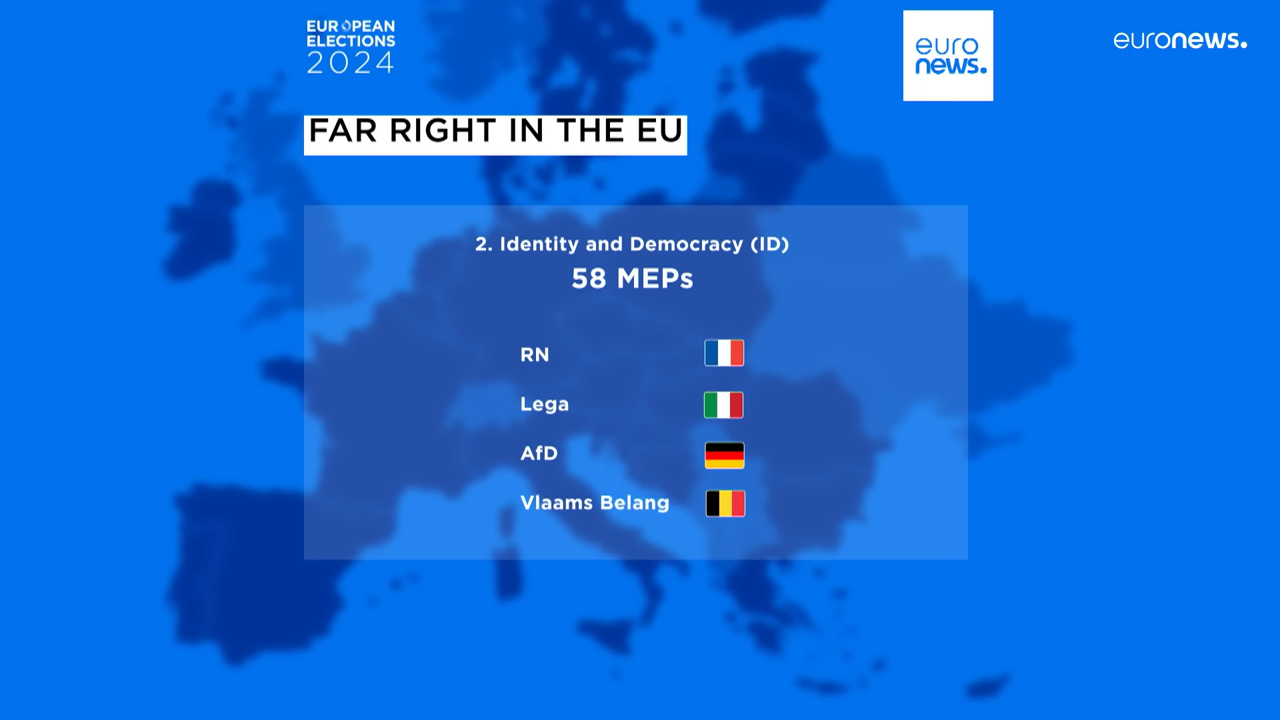 EUROPEAN
ELECTIONS
2024
euro
news.
euronews.
FAR RIGHT IN THE EU
2. Identity and Democracy (ID)
58 MEPs
RN
Lega
AfD
Vlaams Belang